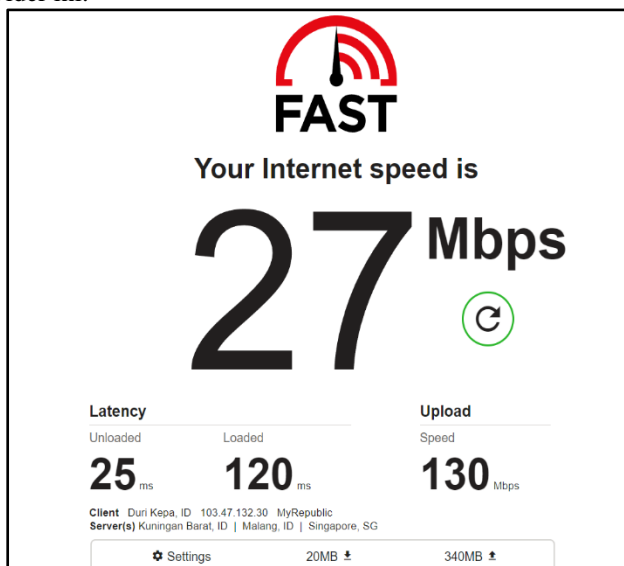 FAST
Your Internet speed is
27 Mbps
Latency
Upload
Unloaded
Loaded
Speed
25 ms
120 ms
130 Mbps
Client Duri Kepa, ID 103.47.132.30 MyRepublic
Server(s) Kuningan Barat, ID | Malang, ID | Singapore, SG
Settings
20MB
340MB